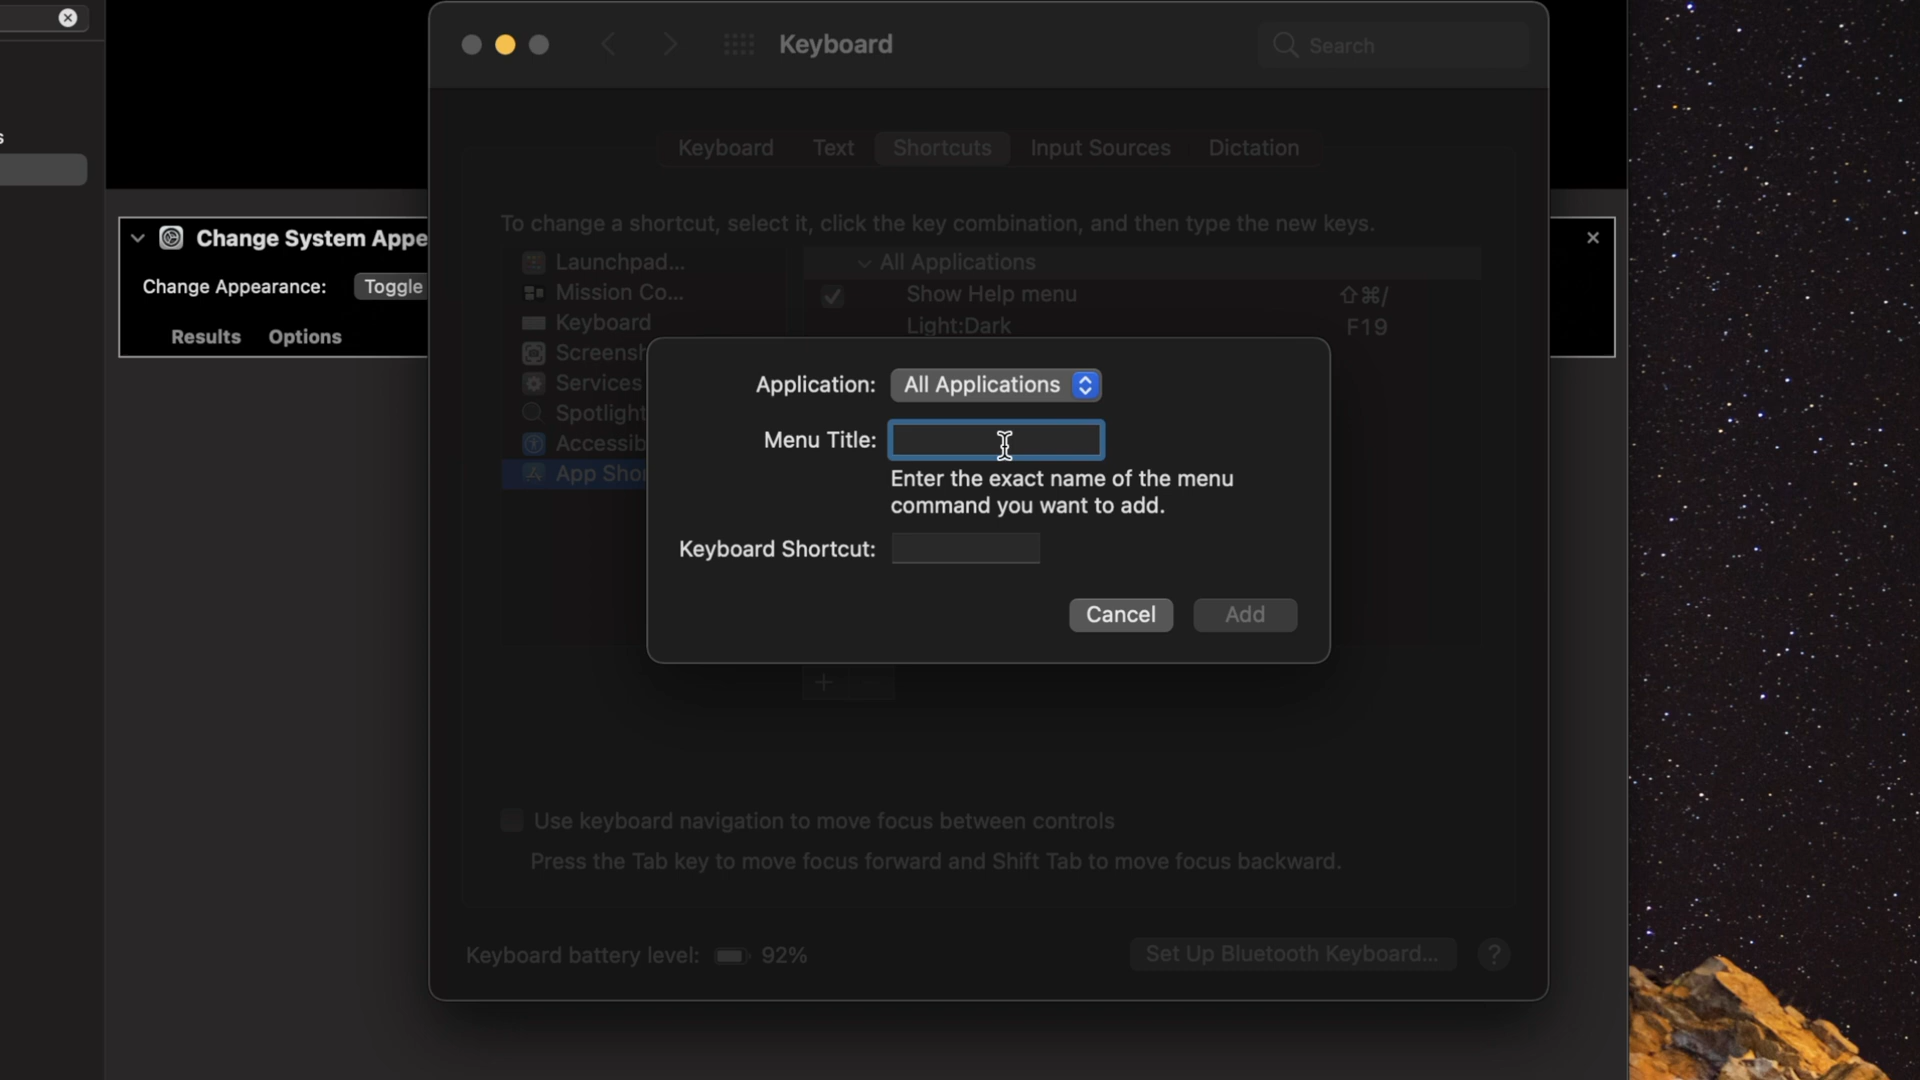 Keyboard
Search
Keyboard Text Shortcuts Input Sources Dictation
To change a shortcut, select it, click the key combination, and then type the new keys.
Change System Appe
Change Appearance: Toggle
Results Options
Launchpad...
Mission Co...
Keyboard
Screensh
Services
Spotlight
Accessib
App Shor
All Applications
Show Help menu ⇧⌘/
Light:Dark F19
Application: All Applications
Menu Title:
Enter the exact name of the menu
command you want to add.
Keyboard Shortcut:
Cancel Add
Use keyboard navigation to move focus between controls
Press the Tab key to move focus forward and Shift Tab to move focus backward.
Keyboard battery level: 92%
Set Up Bluetooth Keyboard... ?